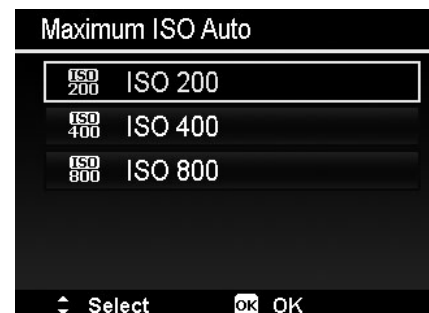 Maximum ISO Auto
ISO 200 ISO 200
ISO 400 ISO 400
ISO 800 ISO 800
Select OK OK